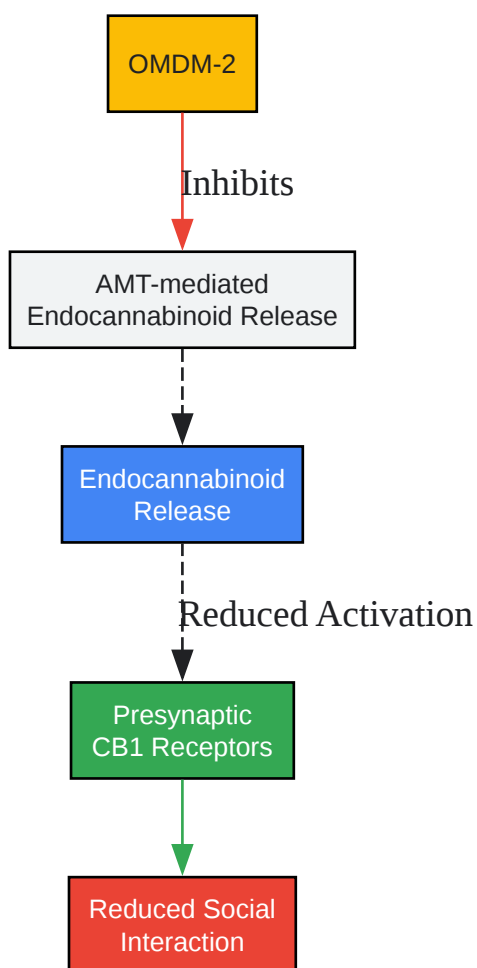 OMDM-2
Inhibits
AMT-mediated
Endocannabinoid Release
Endocannabinoid
Release
Reduced Activation
Presynaptic
CB1 Receptors
Reduced Social
Interaction